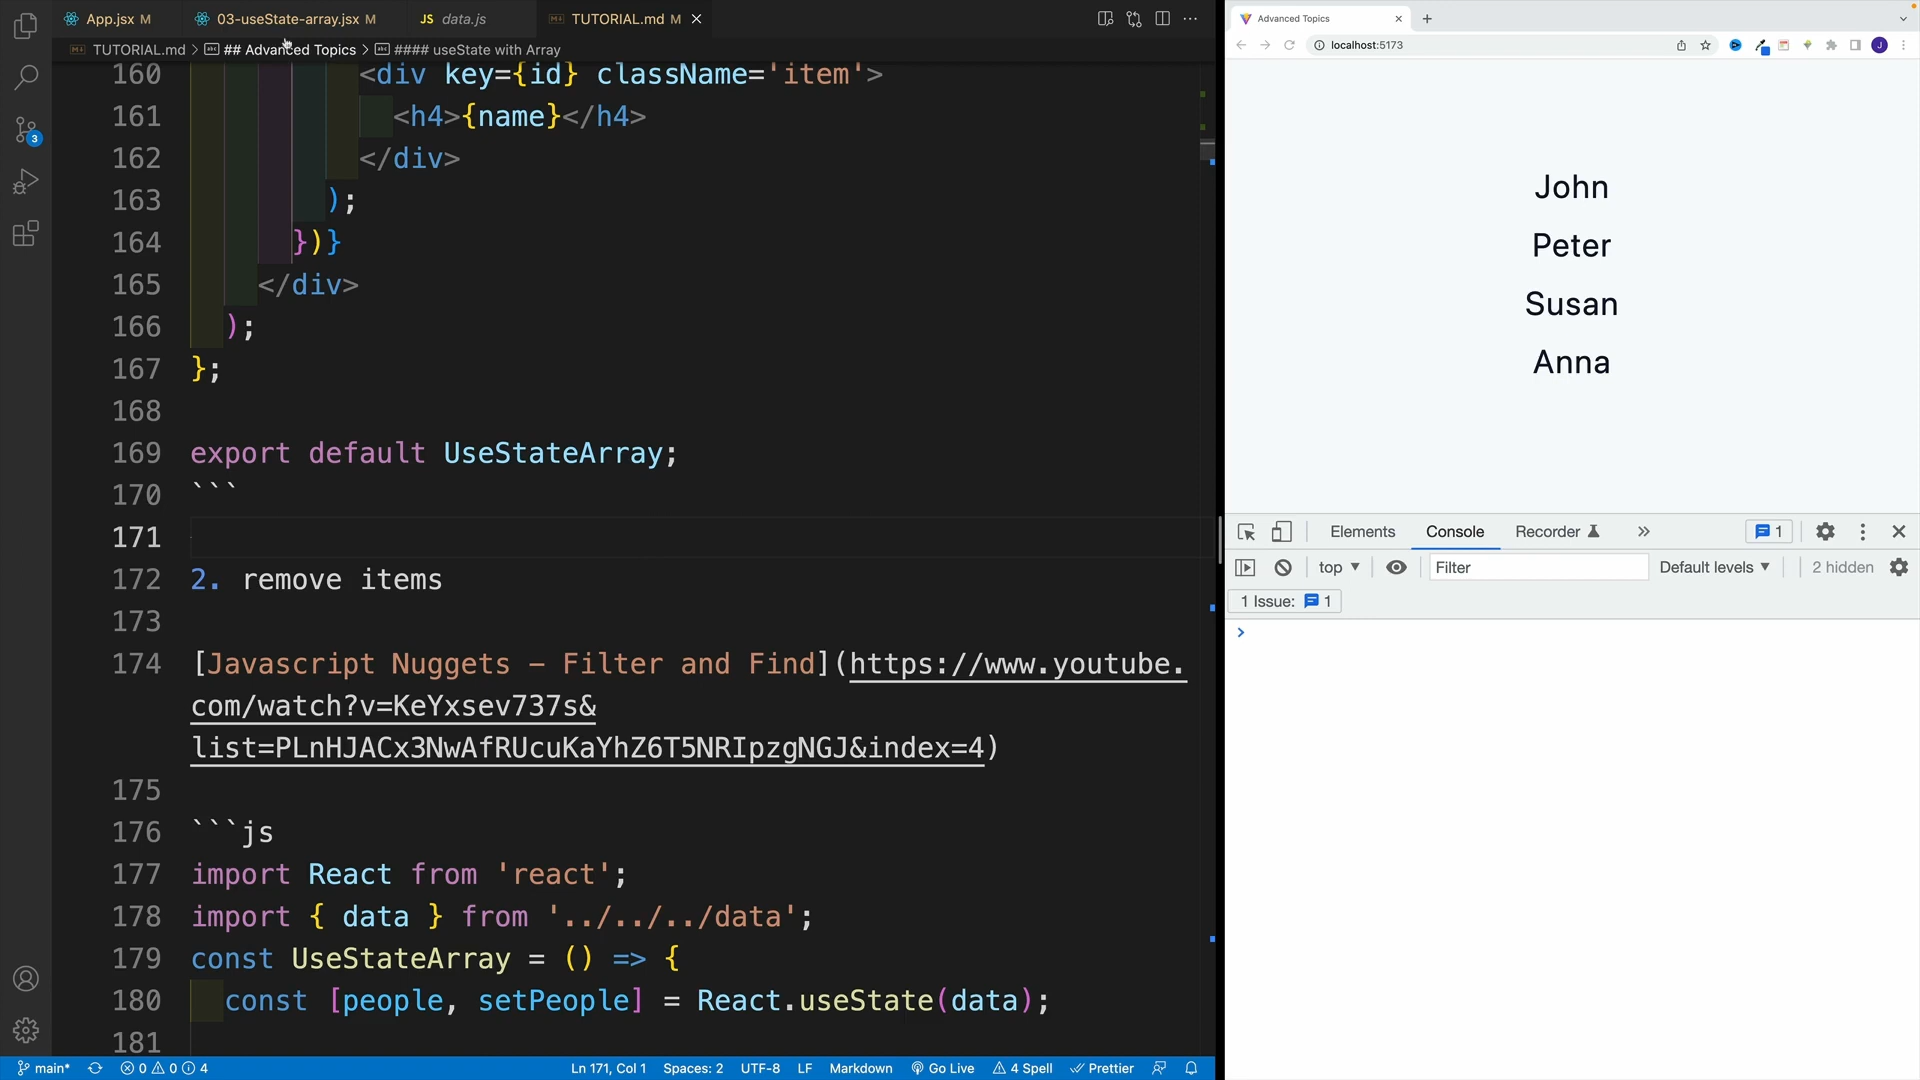 App.jsx M
03-useState-array.jsx M
JS data.js
TUTORIAL.md M
TUTORIAL.md > ## Advanced Topics > #### useState with Array
160 <div key={id} className='item'>
161 <h4>{name}</h4>
162 </div>
163 );
164 })}
165 </div>
166 );
167 };
168
169 export default UseStateArray;
170 ```
171
172 2. remove items
173
174 [Javascript Nuggets - Filter and Find](https://www.youtube.
com/watch?v=KeYxsev737s&
list=PLnHJACx3NwAfRUcuKaYhZ6T5NRIpzgNGJ&index=4)
175
176 ```js
177 import React from 'react';
178 import { data } from '../../../data';
179 const UseStateArray = () => {
180 const [people, setPeople] = React.useState(data);
181
3
main* 0 0 4
Ln 171, Col 1 Spaces: 2 UTF-8 LF Markdown Go Live 4 Spell Prettier
Advanced Topics
localhost:5173
J
John
Peter
Susan
Anna
Elements Console Recorder 1
top Filter Default levels 2 hidden
1 Issue: 1